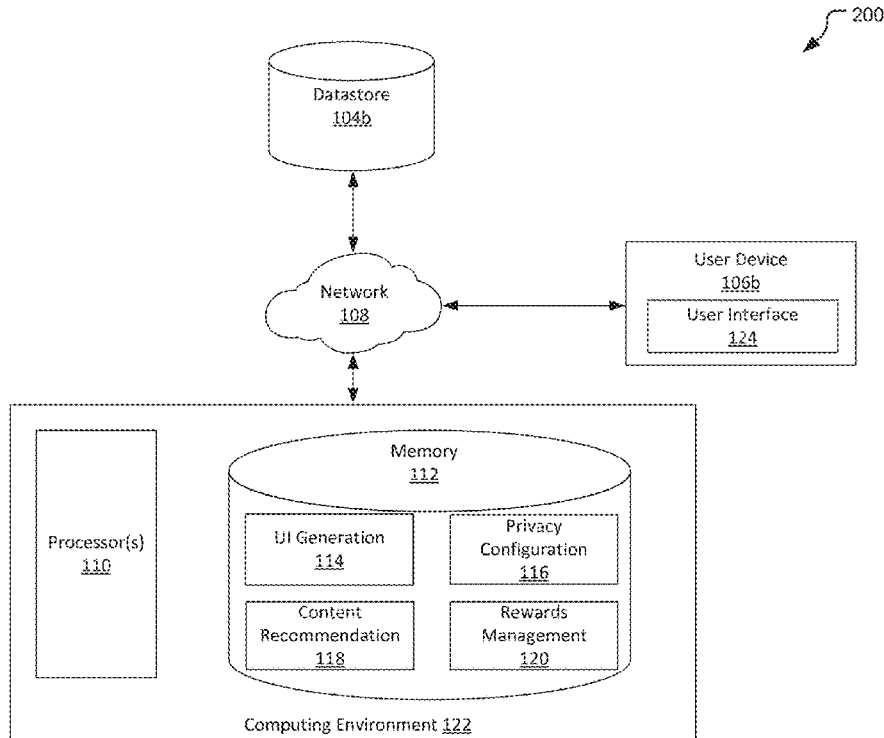 200
Datastore
104b
Network
108
User Device
106b
User Interface
124
Memory
112
Processor(s)
110
UI Generation
114
Privacy
Configuration
116
Content
Recommendation
118
Rewards
Management
120
Computing Environment 122